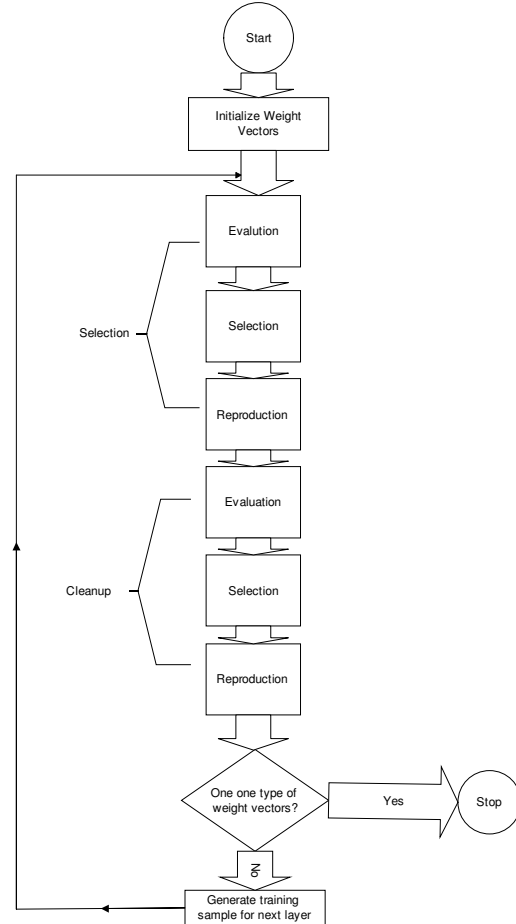 Start
Initialize Weight
Vectors
Evalution
Selection
Selection
Reproduction
Evaluation
Cleanup
Selection
Reproduction
One one type of
weight vectors?
Yes
Stop
No
Generate training
sample for next layer